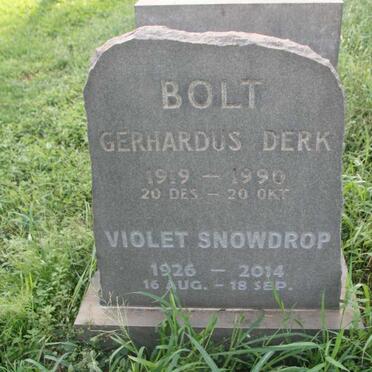 BOLT
GERHARDUS DERK
1919 — 1990
20 DES — 20 OKT
VIOLET SNOWDROP
1926 — 2014
16 AUG. — 18 SEP.